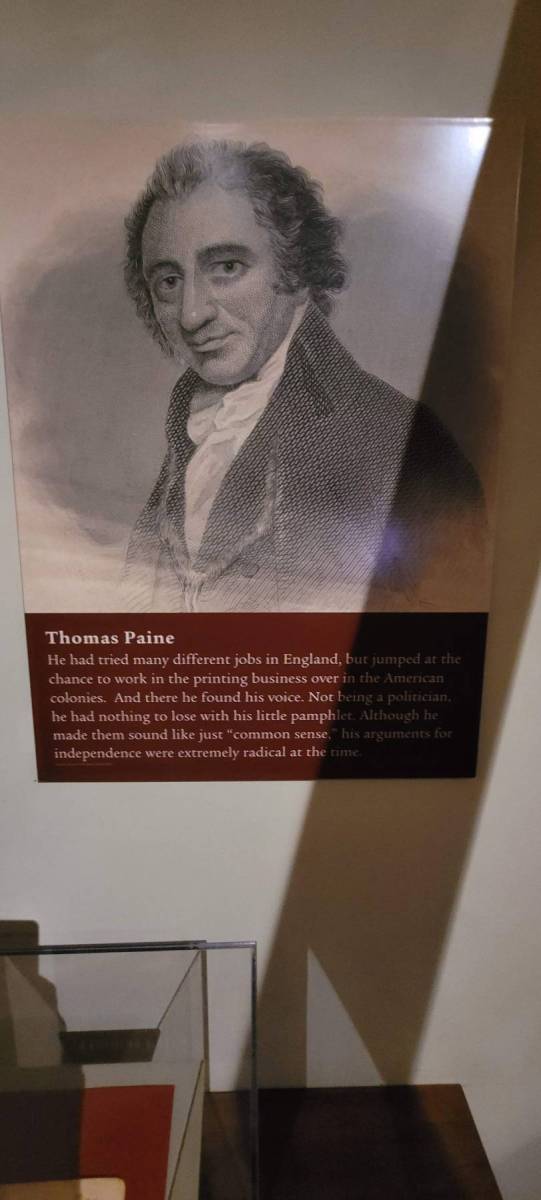 Thomas Paine
He had tried many different jobs in England, but jumped at the
chance to work in the printing business over in the American
colonies. And there he found his voice. Not being a politician,
he had nothing to lose with his little pamphlet. Although he
made them sound like just “common sense,” his arguments for
independence were extremely radical at the time.